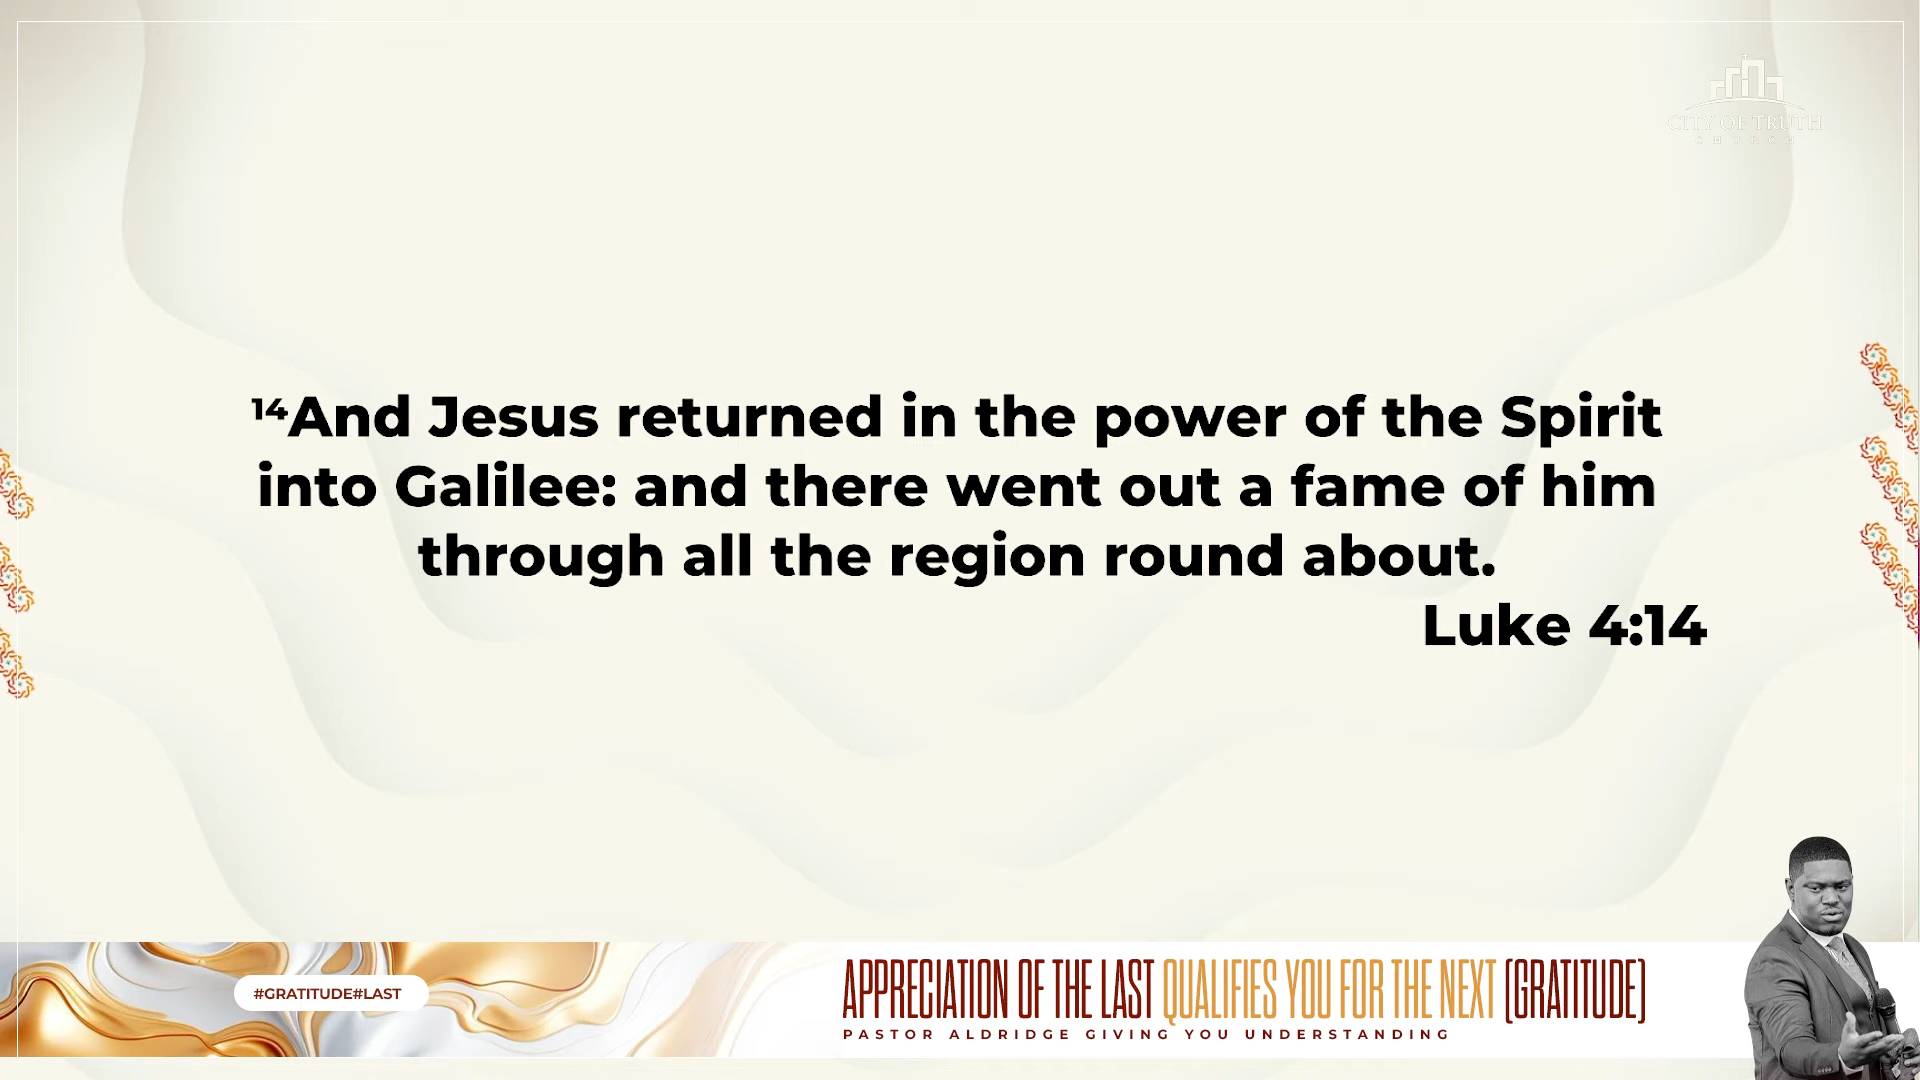 CITY OF TRUTH
CHURCH
¹⁴And Jesus returned in the power of the Spirit
into Galilee: and there went out a fame of him
through all the region round about.
Luke 4:14
#GRATITUDE#LAST
APPRECIATION OF THE LAST QUALIFIES YOU FOR THE NEXT (GRATITUDE)
PASTOR ALDRIDGE GIVING YOU UNDERSTANDING